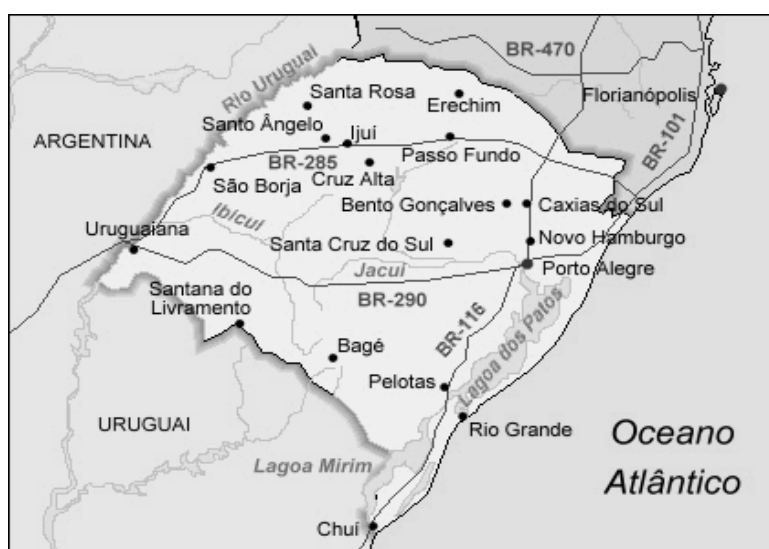 BR-470
Rio Uruguai
Santa Rosa
Erechim
Florianópolis
ARGENTINA
Santo Ângelo
Ijuí
BR-101
Passo Fundo
BR-285
São Borja
Cruz Alta
Ibicuí
Bento Gonçalves
Caxias do Sul
Uruguaiana
Santa Cruz do Sul
Novo Hamburgo
Jacuí
Porto Alegre
Santana do
Livramento
BR-290
BR-116
Lagoa dos Patos
Bagé
Pelotas
URUGUAI
Rio Grande
Oceano
Atlântico
Lagoa Mirim
Chuí